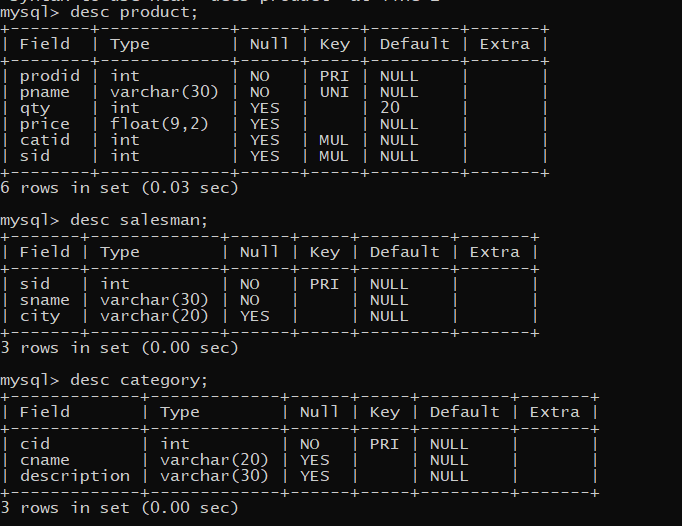 mysql> desc product;
+--------+-------------+------+-----+---------+-------+
| Field  | Type        | Null | Key | Default | Extra |
+--------+-------------+------+-----+---------+-------+
| prodid | int         | NO   | PRI | NULL    |       |
| pname  | varchar(30) | NO   | UNI | NULL    |       |
| qty    | int         | YES  |     | 20      |       |
| price  | float(9,2)  | YES  |     | NULL    |       |
| catid  | int         | YES  | MUL | NULL    |       |
| sid    | int         | YES  | MUL | NULL    |       |
+--------+-------------+------+-----+---------+-------+
6 rows in set (0.03 sec)
mysql> desc salesman;
+-------+-------------+------+-----+---------+-------+
| Field | Type        | Null | Key | Default | Extra |
+-------+-------------+------+-----+---------+-------+
| sid   | int         | NO   | PRI | NULL    |       |
| sname | varchar(30) | NO   |     | NULL    |       |
| city  | varchar(20) | YES  |     | NULL    |       |
+-------+-------------+------+-----+---------+-------+
3 rows in set (0.00 sec)
mysql> desc category;
+-------------+-------------+------+-----+---------+-------+
| Field       | Type        | Null | Key | Default | Extra |
+-------------+-------------+------+-----+---------+-------+
| cid         | int         | NO   | PRI | NULL    |       |
| cname       | varchar(20) | YES  |     | NULL    |       |
| description | varchar(30) | YES  |     | NULL    |       |
+-------------+-------------+------+-----+---------+-------+
3 rows in set (0.00 sec)